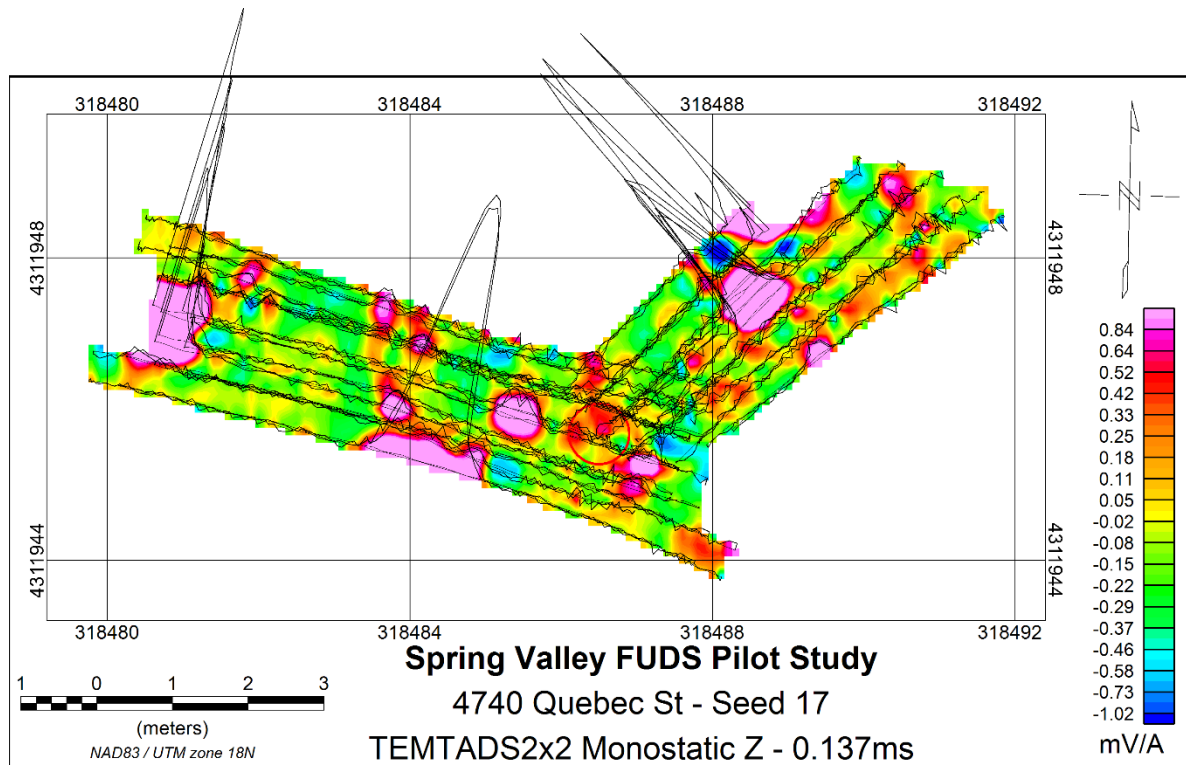 318480 318484 318488 318492
4311948 4311948
N
4311944 4311944
318480 318484 318488 318492
0.84
0.64
0.52
0.42
0.33
0.25
0.18
0.11
0.05
-0.02
-0.08
-0.15
-0.22
-0.29
-0.37
-0.46
-0.58
-0.73
-1.02
mV/A
Spring Valley FUDS Pilot Study
4740 Quebec St - Seed 17
TEMTADS2x2 Monostatic Z - 0.137ms
1 0 1 2 3
(meters)
NAD83 / UTM zone 18N